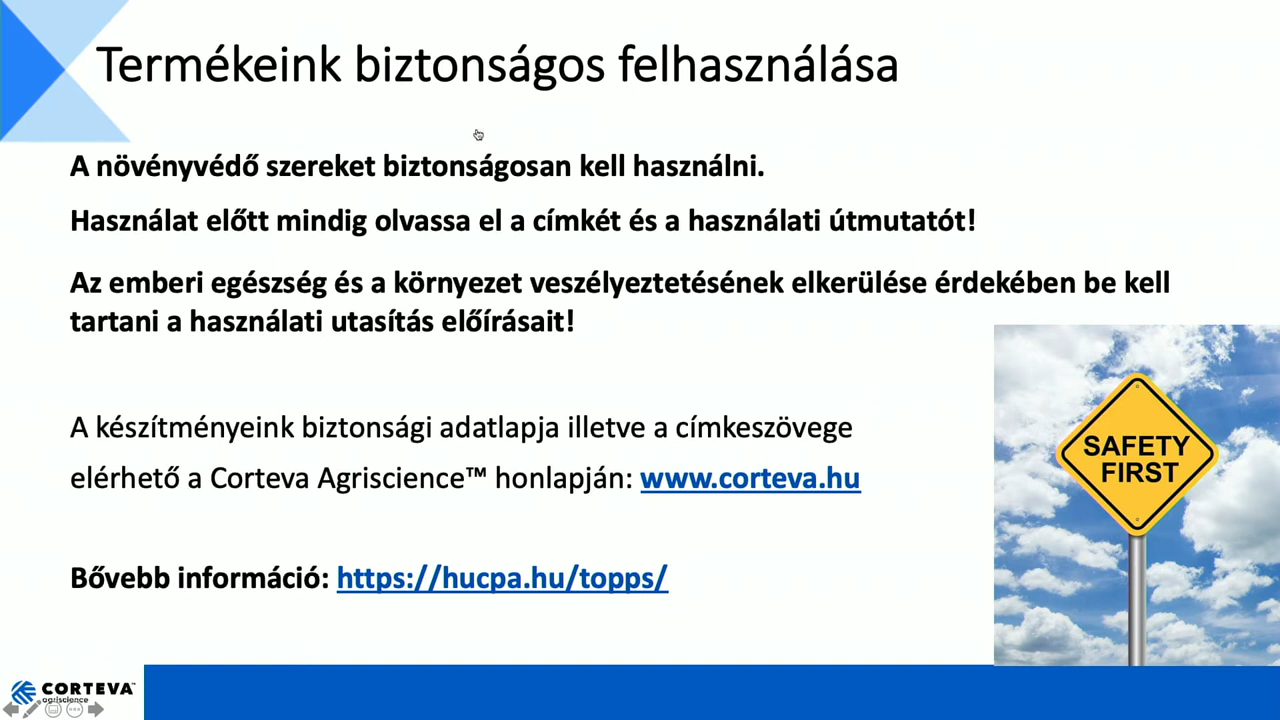 Termékeink biztonságos felhasználása
A növényvédő szereket biztonságosan kell használni.
Használat előtt mindig olvassa el a címkét és a használati útmutatót!
Az emberi egészség és a környezet veszélyeztetésének elkerülése érdekében be kell
tartani a használati utasítás előírásait!
A készítményeink biztonsági adatlapja illetve a címkeszövege
elérhető a Corteva Agriscience™ honlapján: www.corteva.hu
Bővebb információ: https://hucpa.hu/topps/
SAFETY
FIRST
CORTEVA™
agriscience